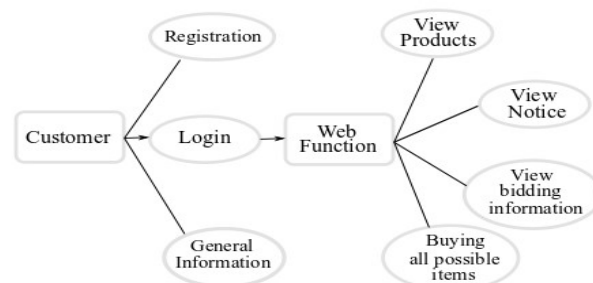 Registration
Customer
Login
General
Information
Web
Function
View
Products
View
Notice
View
bidding
information
Buying
all possible
items